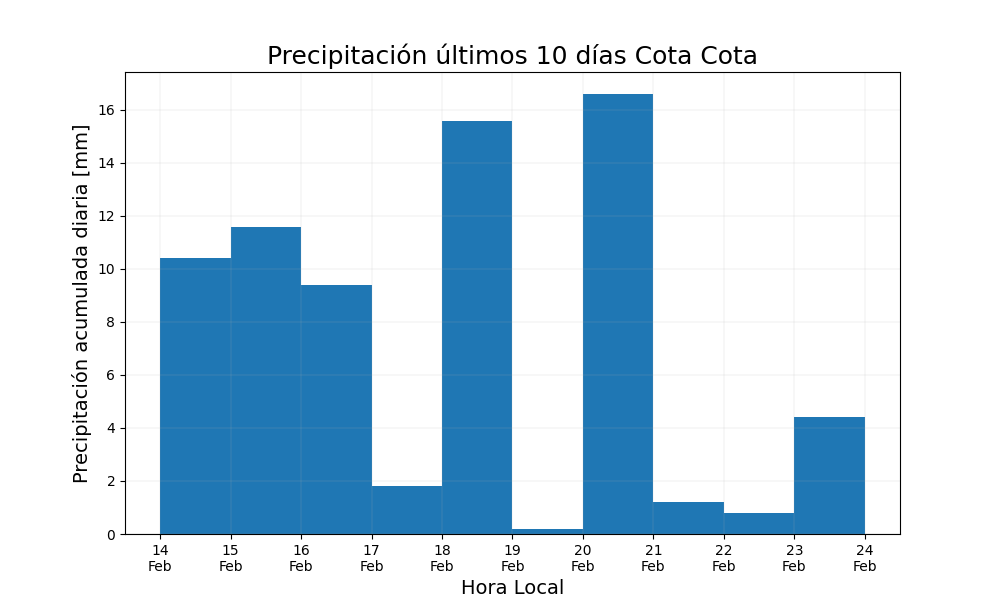 Precipitación últimos 10 días Cota Cota
Precipitación acumulada diaria [mm]
16
14
12
10
8
6
4
2
0
14 15 16 17 18 19 20 21 22 23 24
Feb Feb Feb Feb Feb Feb Feb Feb Feb Feb Feb
Hora Local